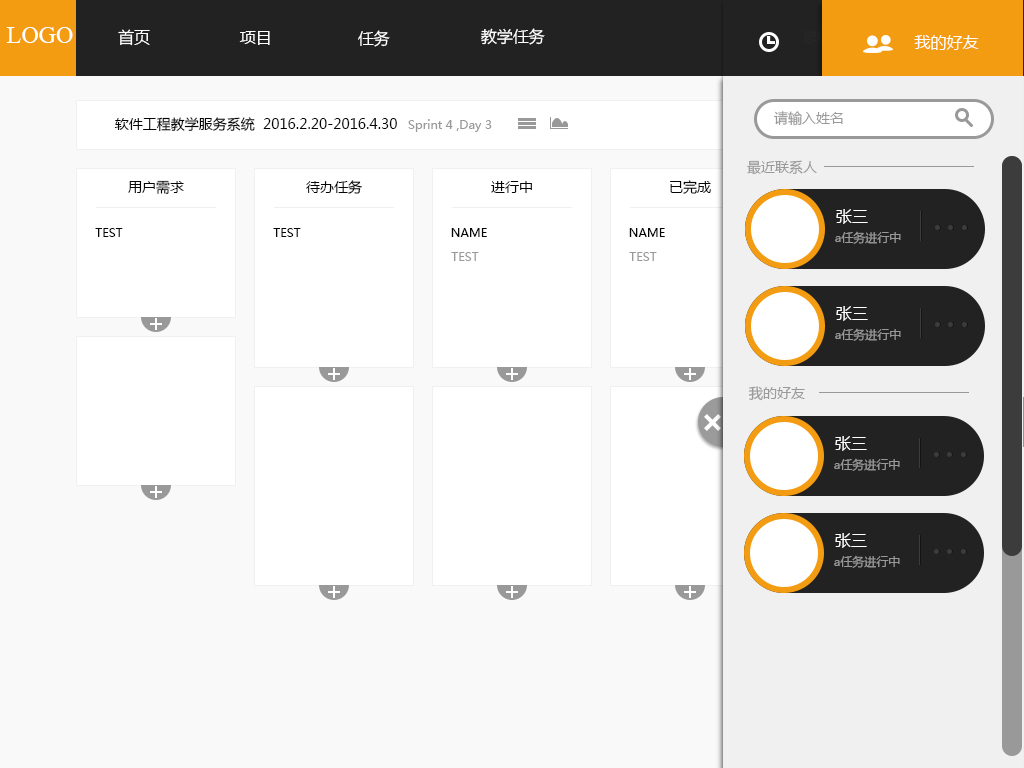 LOGO
首页
项目
任务
教学任务
我的好友
软件工程教学服务系统 2016.2.20-2016.4.30 Sprint 4 ,Day 3
用户需求
TEST
待办任务
TEST
进行中
NAME
TEST
已完成
NAME
TEST
请输入姓名
最近联系人
张三
a任务进行中
张三
a任务进行中
我的好友
张三
a任务进行中
张三
a任务进行中